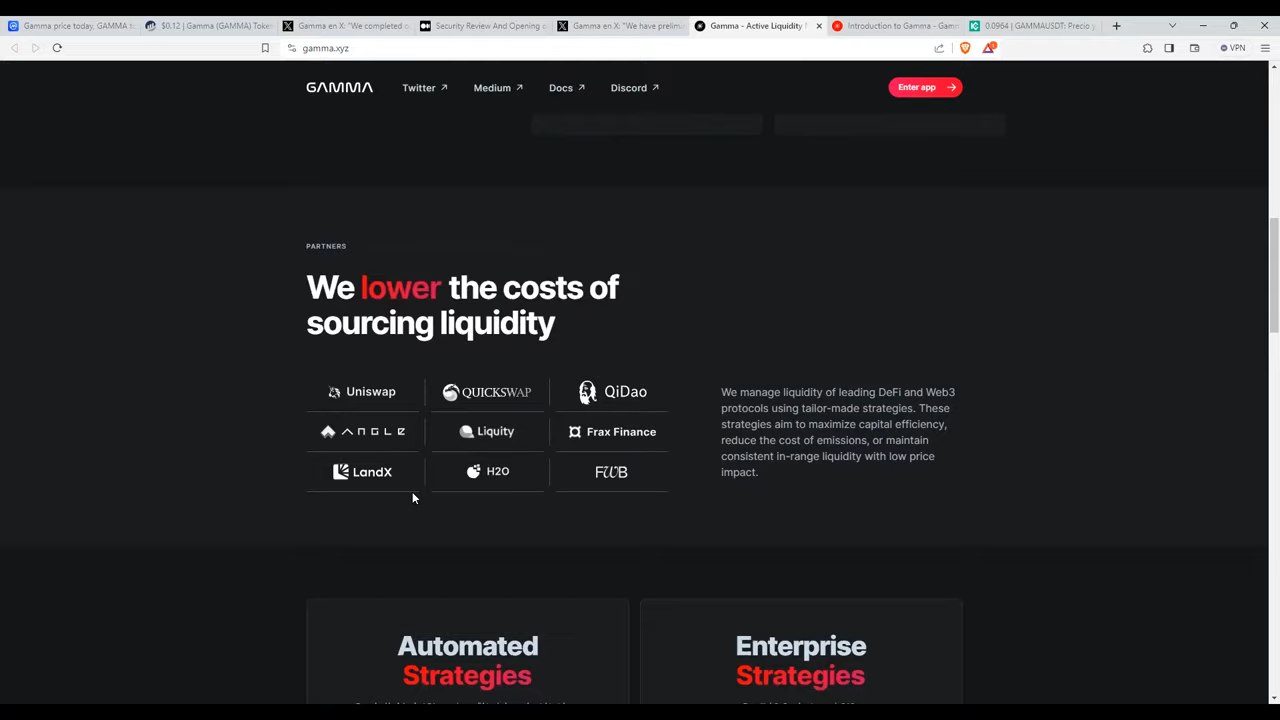 Gamma price today, GAMMA to
$0.12 | Gamma (GAMMA) Toke
Gamma en X: "We completed o
Security Review And Opening o
Gamma en X: "We have prelimi
Gamma - Active Liquidity
Introduction to Gamma - Gam
0.0964 | GAMMAUSDT: Precio y
gamma.xyz
VPN
GAMMA
Twitter
Medium
Docs
Discord
Enter app
PARTNERS
We lower the costs of
sourcing liquidity
Uniswap
QUICKSWAP
QiDao
ANGLE
Liquity
Frax Finance
LandX
H2O
FWB
We manage liquidity of leading DeFi and Web3
protocols using tailor-made strategies. These
strategies aim to maximize capital efficiency,
reduce the cost of emissions, or maintain
consistent in-range liquidity with low price
impact.
Automated
Strategies
Enterprise
Strategies